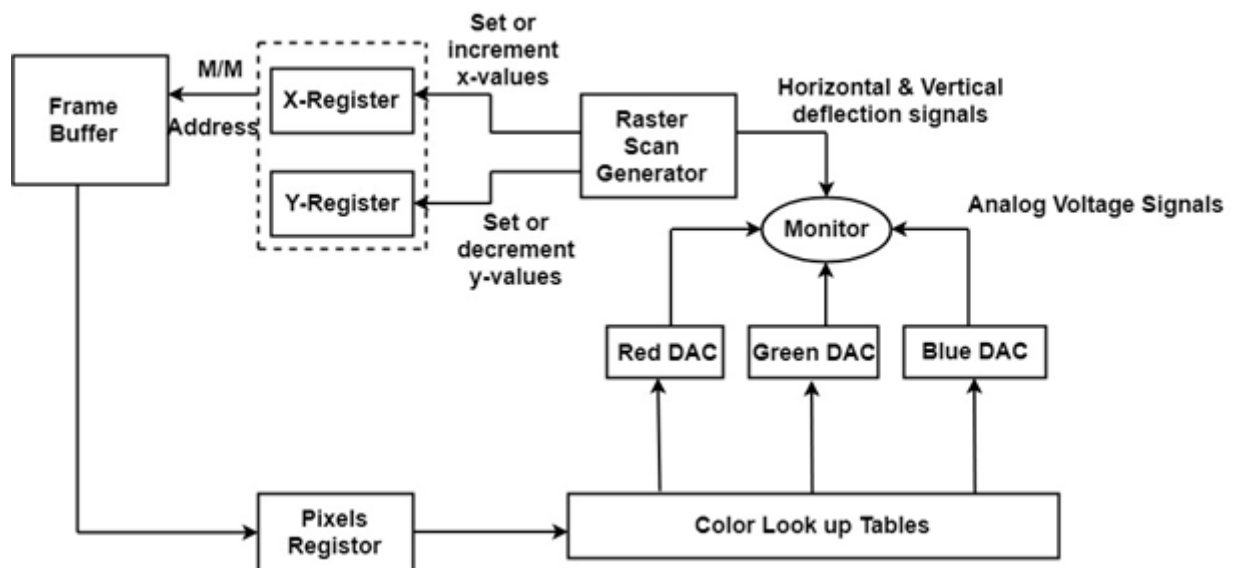 Set or
increment
x-values
M/M
Address
Frame
Buffer
X-Register
Y-Register
Raster
Scan
Generator
Horizontal & Vertical
deflection signals
Set or
decrement
y-values
Monitor
Analog Voltage Signals
Red DAC
Green DAC
Blue DAC
Pixels
Registor
Color Look up Tables